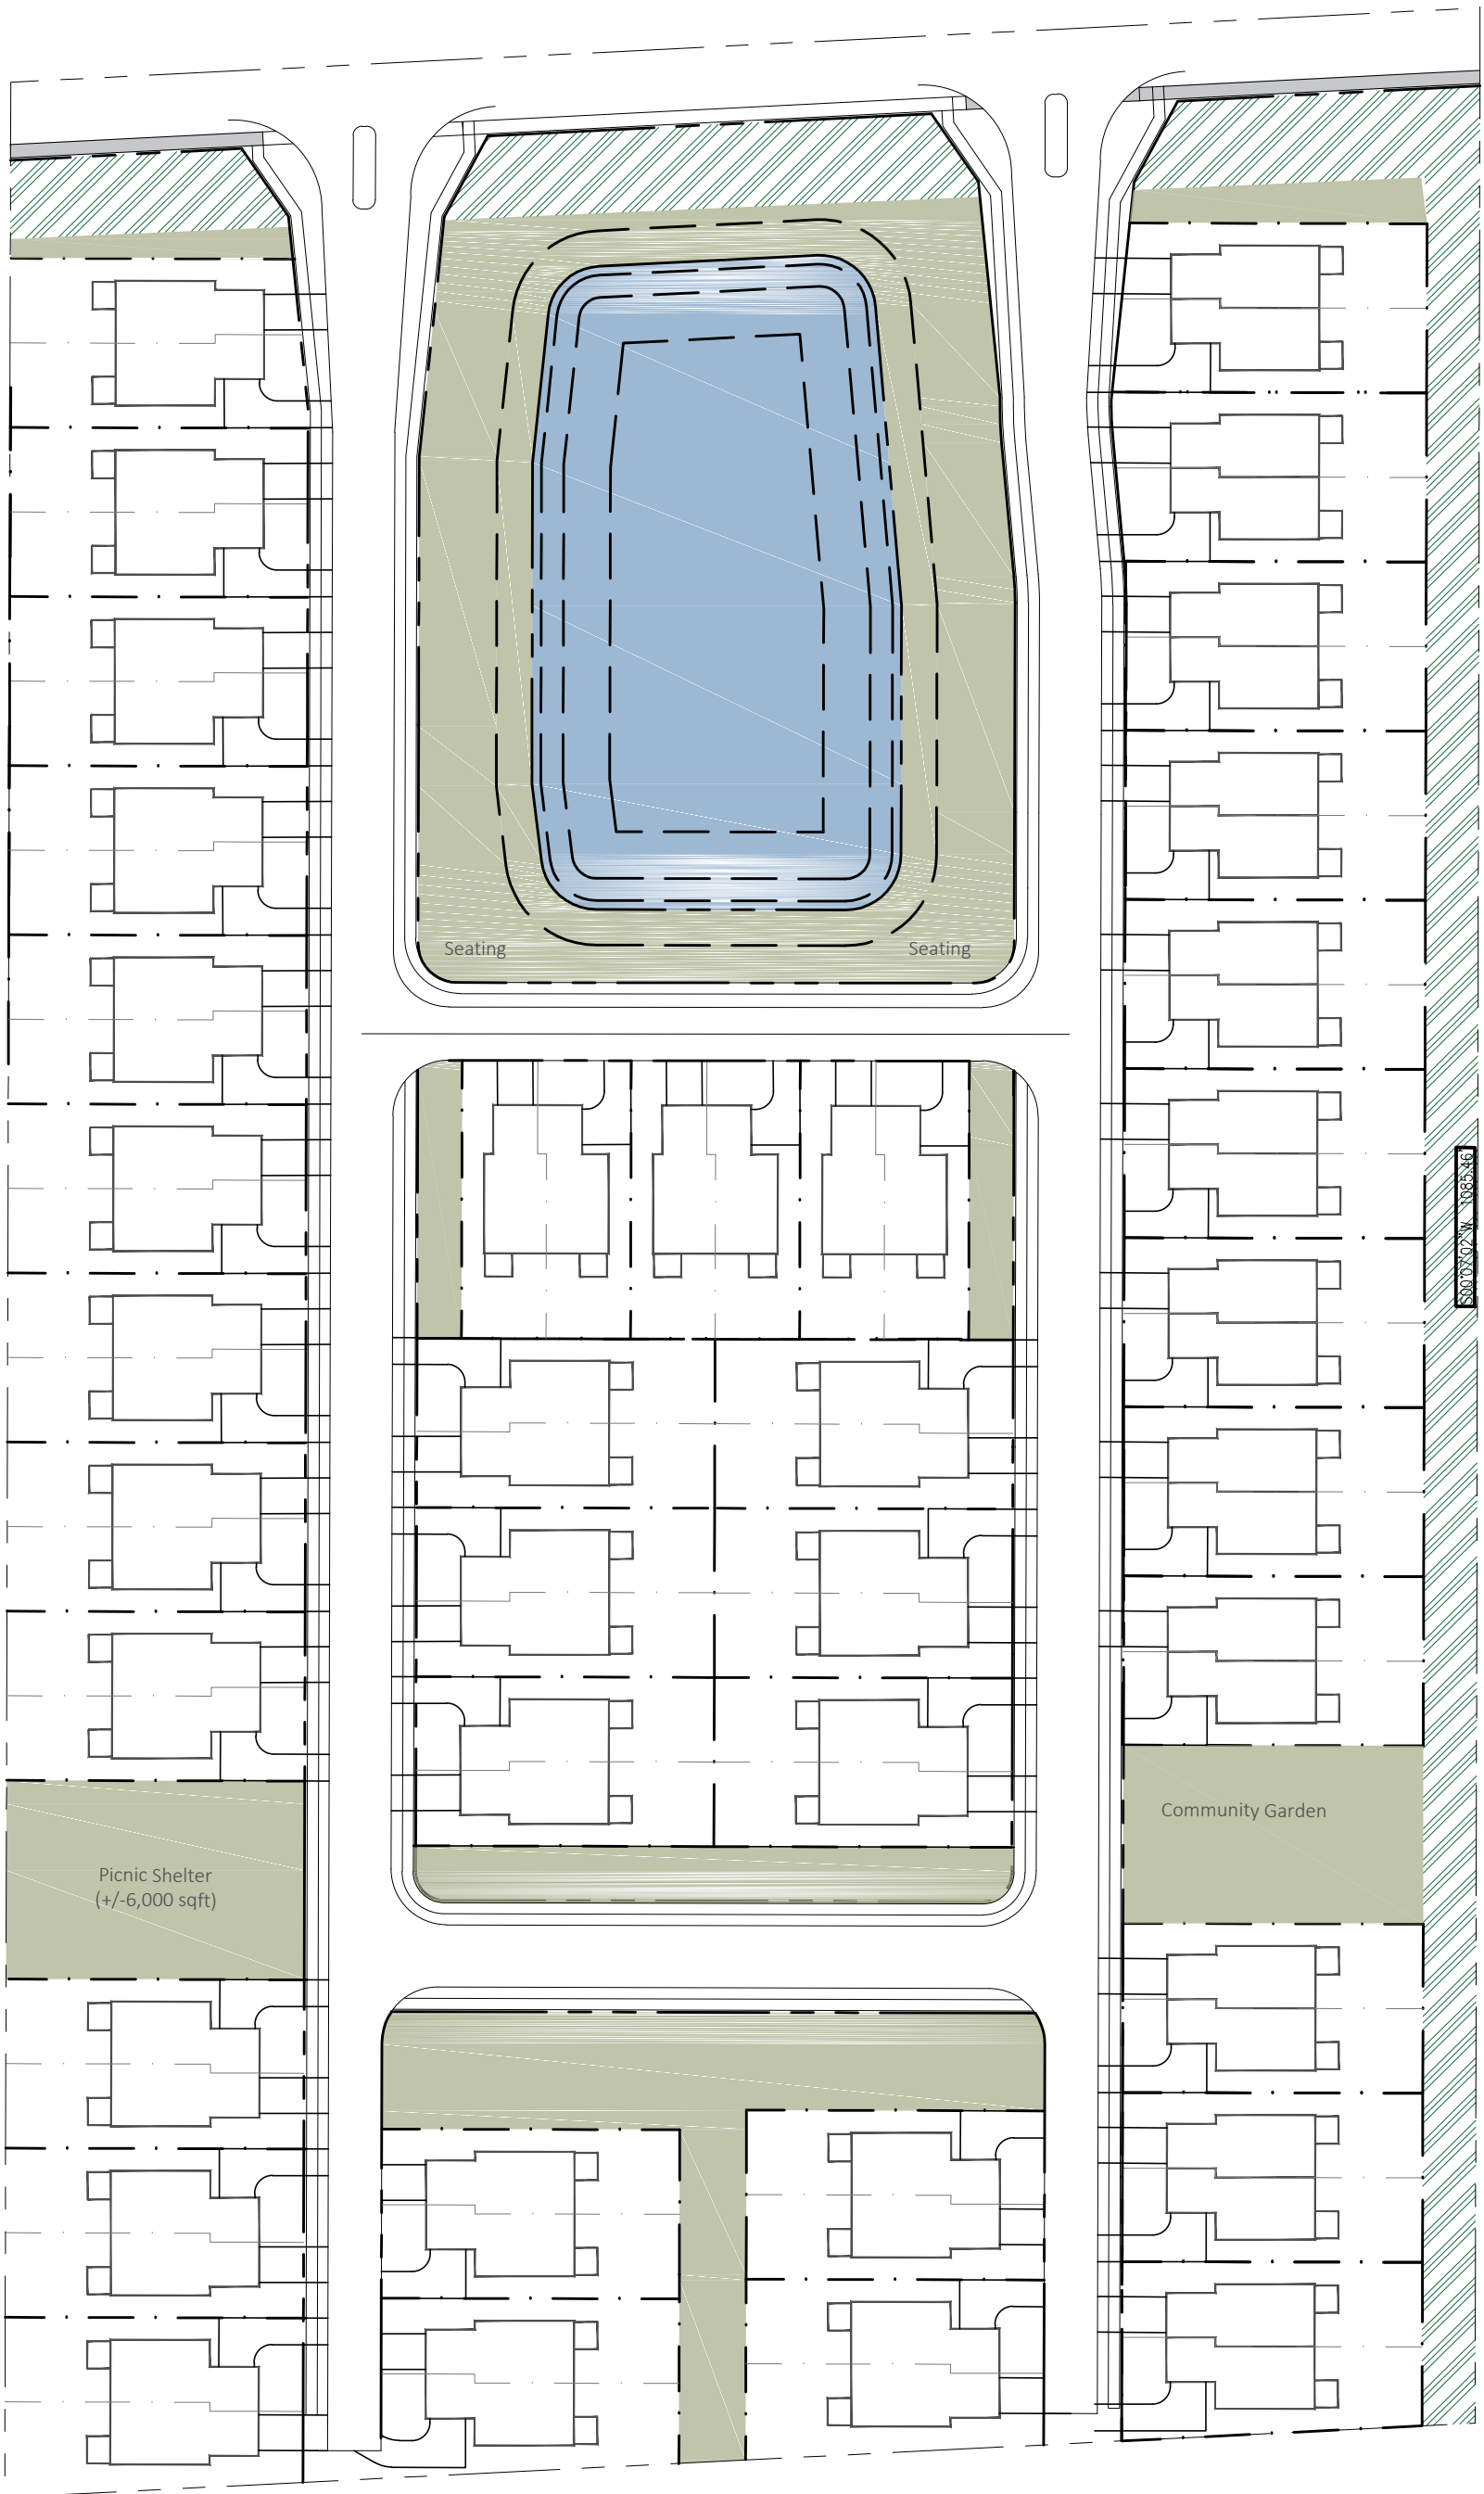 Seating
Seating
S00°07'02"W 1085.46'
Community Garden
Picnic Shelter
(+/-6,000 sqft)